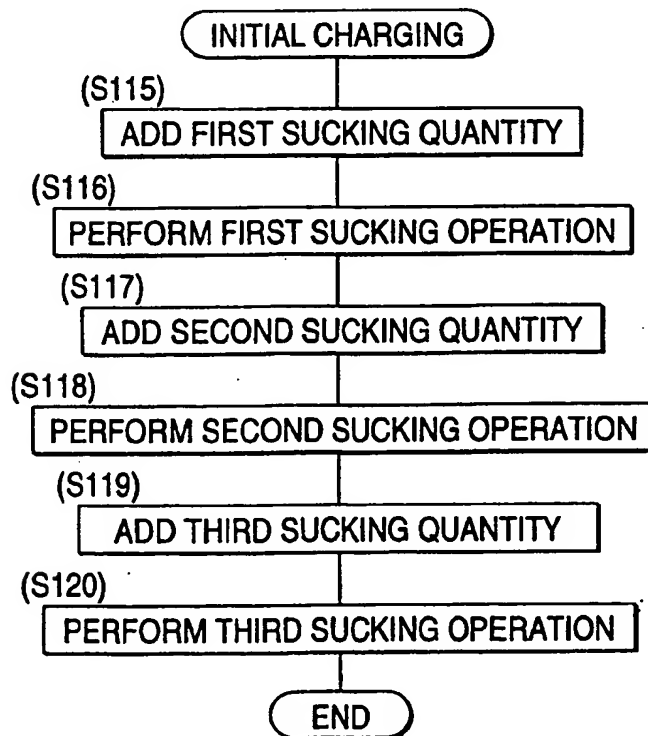 INITIAL CHARGING
(S115)
ADD FIRST SUCKING QUANTITY
(S116)
PERFORM FIRST SUCKING OPERATION
(S117)
ADD SECOND SUCKING QUANTITY
(S118)
PERFORM SECOND SUCKING OPERATION
(S119)
ADD THIRD SUCKING QUANTITY
(S120)
PERFORM THIRD SUCKING OPERATION
END